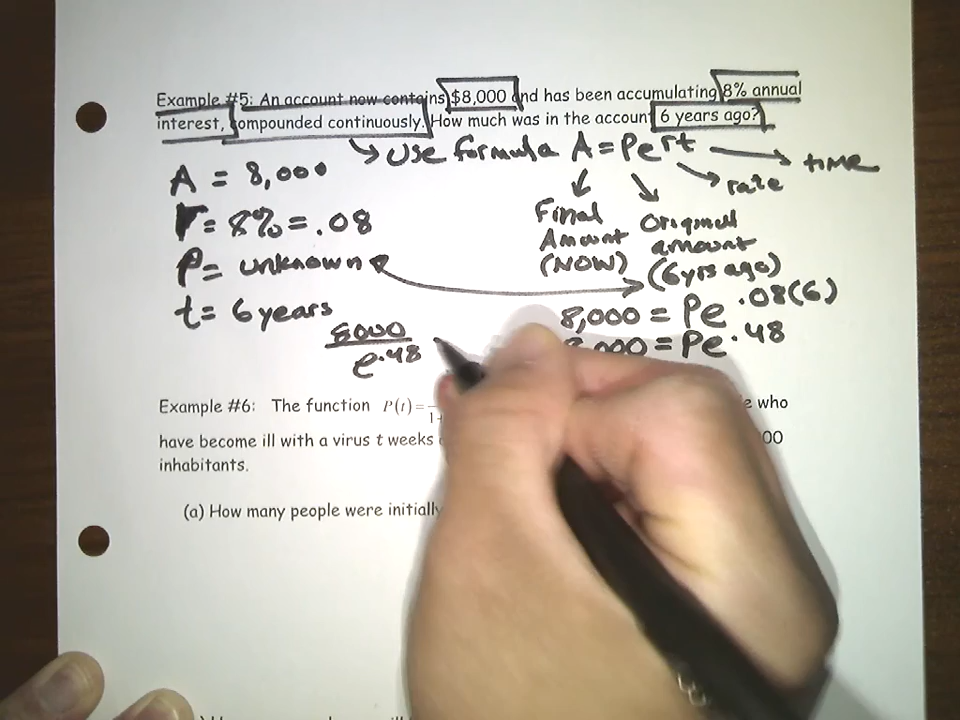 Example #5: An account now contains $8,000 and has been accumulating 8% annual
interest, compounded continuously. How much was in the account 6 years ago?
Use formula A = Pert
time
rate
A = 8,000
r = 8% = .08
P = unknown
t = 6 years
Final
Amount
(NOW)
Original
amount
(6yrs ago)
8,000 = Pe .08(6)
8,000 = Pe .48
8000
e .48
Example #6: The function P(t) = who
have become ill with a virus t weeks 00
inhabitants.
(a) How many people were initially